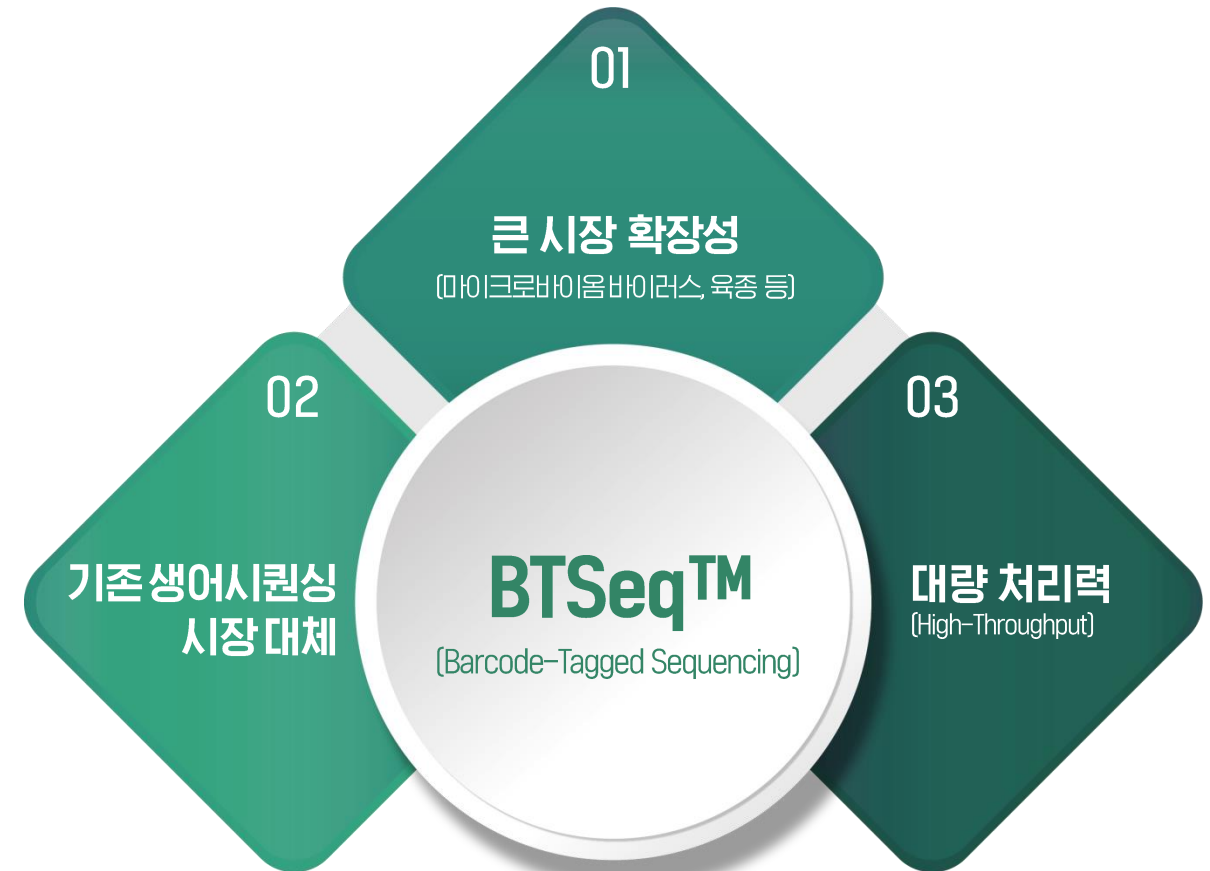 01
큰 시장 확장성
(마이크로바이옴 바이러스, 육종 등)
02
기존 생어시퀀싱
시장 대체
BTSeq™
(Barcode-Tagged Sequencing)
03
대량 처리력
(High-Throughput)